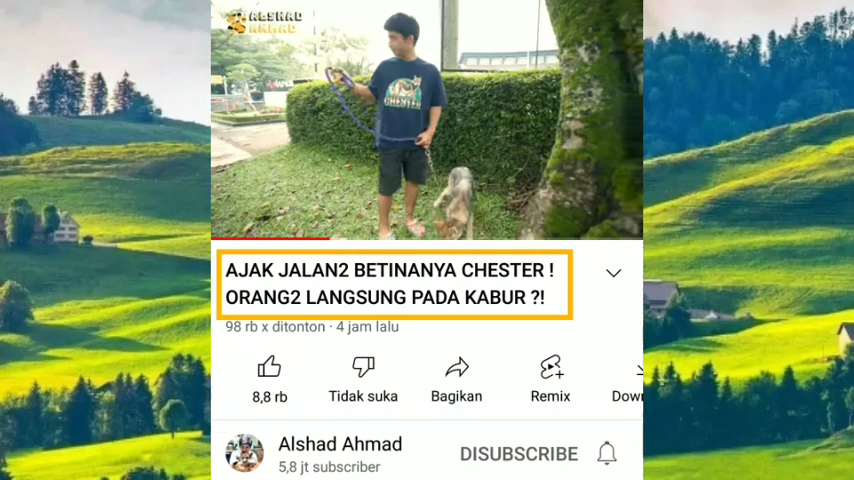 ALSHAD
AHMAD
CHESTER
AJAK JALAN2 BETINANYA CHESTER !
ORANG2 LANGSUNG PADA KABUR ?!
98 rb x ditonton · 4 jam lalu
8,8 rb
Tidak suka
Bagikan
Remix
Down
Alshad Ahmad
5,8 jt subscriber
DISUBSCRIBE